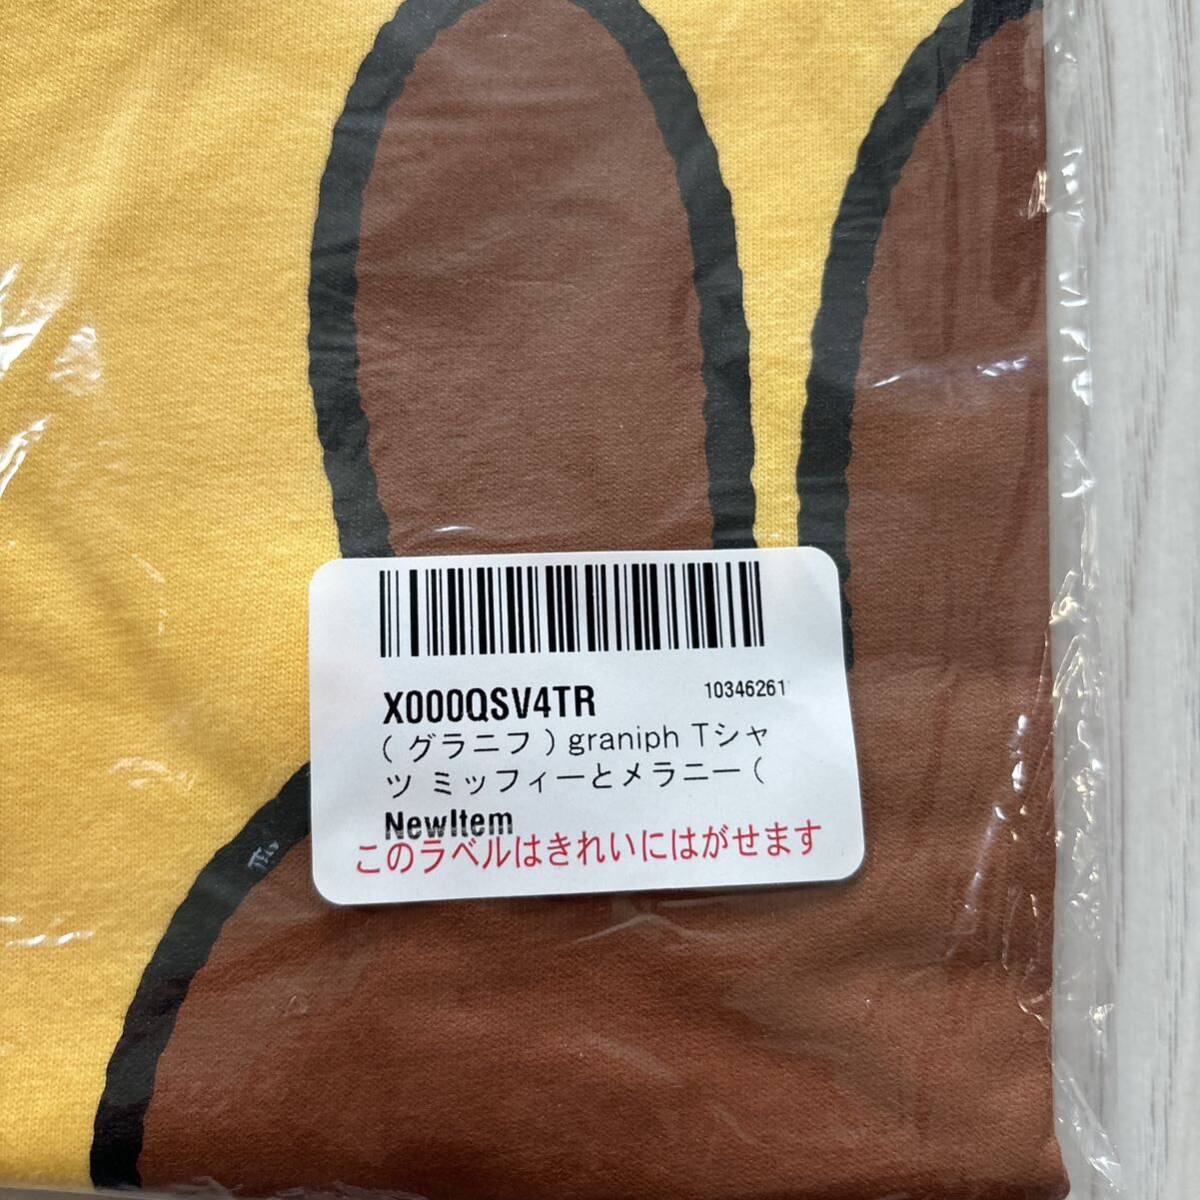 X000QSV4TR 10346261
( グラニフ ) graniph Tシャ
ツ ミッフィーとメラニー (
NewItem
このラベルはきれいにはがせます